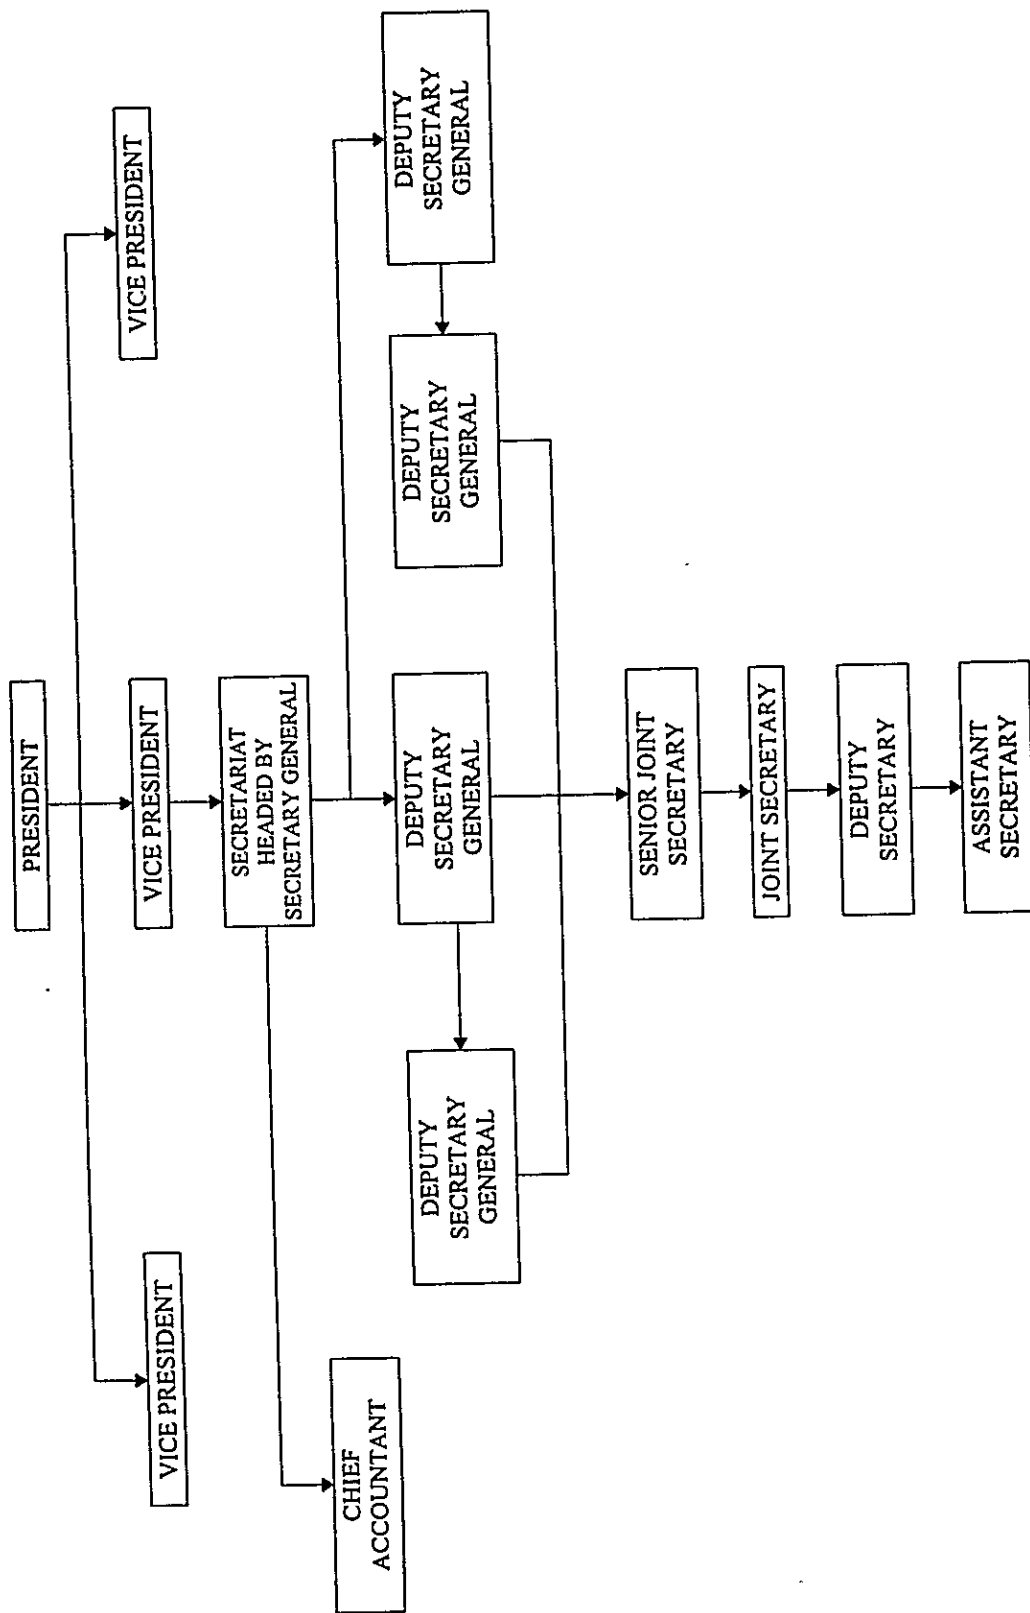 PRESIDENT
VICE PRESIDENT
VICE PRESIDENT
VICE PRESIDENT
SECRETARIAT
HEADED BY
SECRETARY GENERAL
CHIEF
ACCOUNTANT
DEPUTY
SECRETARY
GENERAL
DEPUTY
SECRETARY
GENERAL
DEPUTY
SECRETARY
GENERAL
DEPUTY
SECRETARY
GENERAL
SENIOR JOINT
SECRETARY
JOINT SECRETARY
DEPUTY
SECRETARY
ASSISTANT
SECRETARY